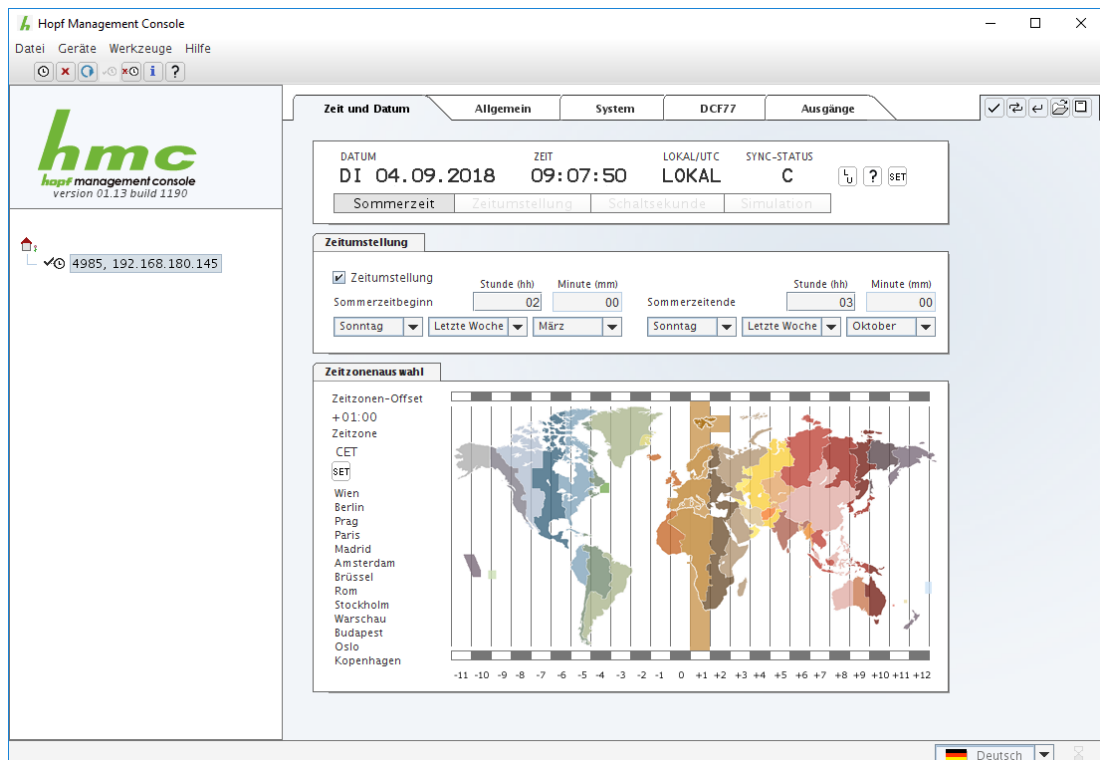 Hopf Management Console
Datei Geräte Werkzeuge Hilfe
hmc
hopf management console
version 01.13 build 1190
4985, 192.168.180.145
Zeit und Datum Allgemein System DCF77 Ausgänge
DATUM ZEIT LOKAL/UTC SYNC-STATUS
DI 04.09.2018 09:07:50 LOKAL C L U ? SET
Sommerzeit Zeitumstellung Schaltsekunde Simulation
Zeitumstellung
Zeitumstellung
Stunde (hh) Minute (mm) Stunde (hh) Minute (mm)
Sommerzeitbeginn 02 00 Sommerzeitende 03 00
Sonntag Letzte Woche März Sonntag Letzte Woche Oktober
Zeitzonenauswahl
Zeitzonen-Offset
+01:00
Zeitzone
CET
SET
Wien
Berlin
Prag
Paris
Madrid
Amsterdam
Brüssel
Rom
Stockholm
Warschau
Budapest
Oslo
Kopenhagen
-11 -10 -9 -8 -7 -6 -5 -4 -3 -2 -1 0 +1 +2 +3 +4 +5 +6 +7 +8 +9 +10 +11 +12
Deutsch